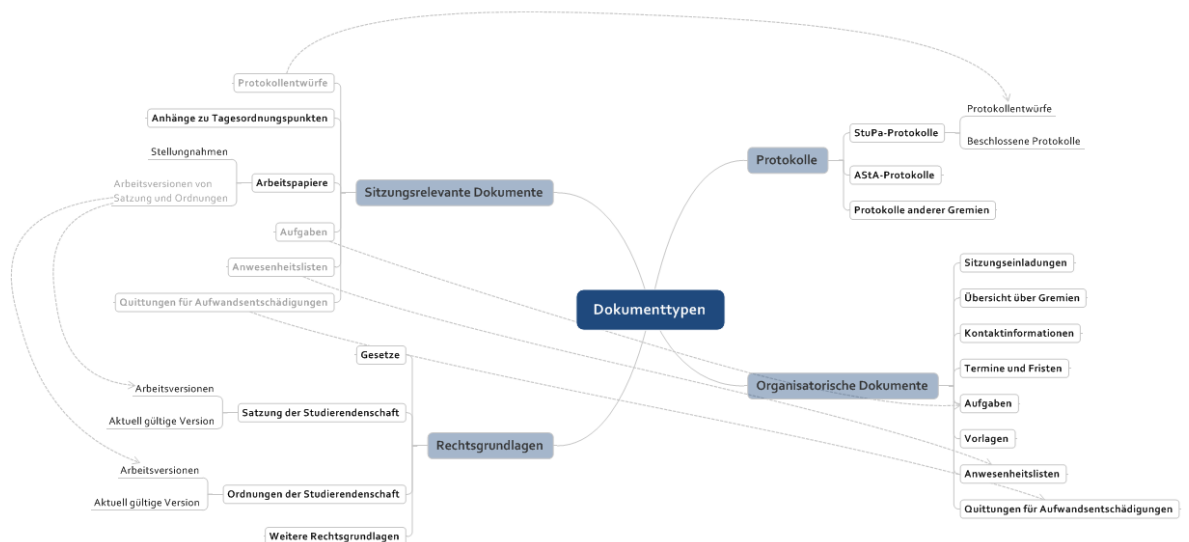 Dokumenttypen
Sitzungsrelevante Dokumente
Protokollentwürfe
Anhänge zu Tagesordnungspunkten
Arbeitspapiere
Stellungnahmen
Arbeitsversionen von
Satzung und Ordnungen
Aufgaben
Anwesenheitslisten
Quittungen für Aufwandsentschädigungen
Rechtsgrundlagen
Gesetze
Satzung der Studierendenschaft
Arbeitsversionen
Aktuell gültige Version
Ordnungen der Studierendenschaft
Arbeitsversionen
Aktuell gültige Version
Weitere Rechtsgrundlagen
Protokolle
StuPa-Protokolle
Protokollentwürfe
Beschlossene Protokolle
AStA-Protokolle
Protokolle anderer Gremien
Organisatorische Dokumente
Sitzungseinladungen
Übersicht über Gremien
Kontaktinformationen
Termine und Fristen
Aufgaben
Vorlagen
Anwesenheitslisten
Quittungen für Aufwandsentschädigungen